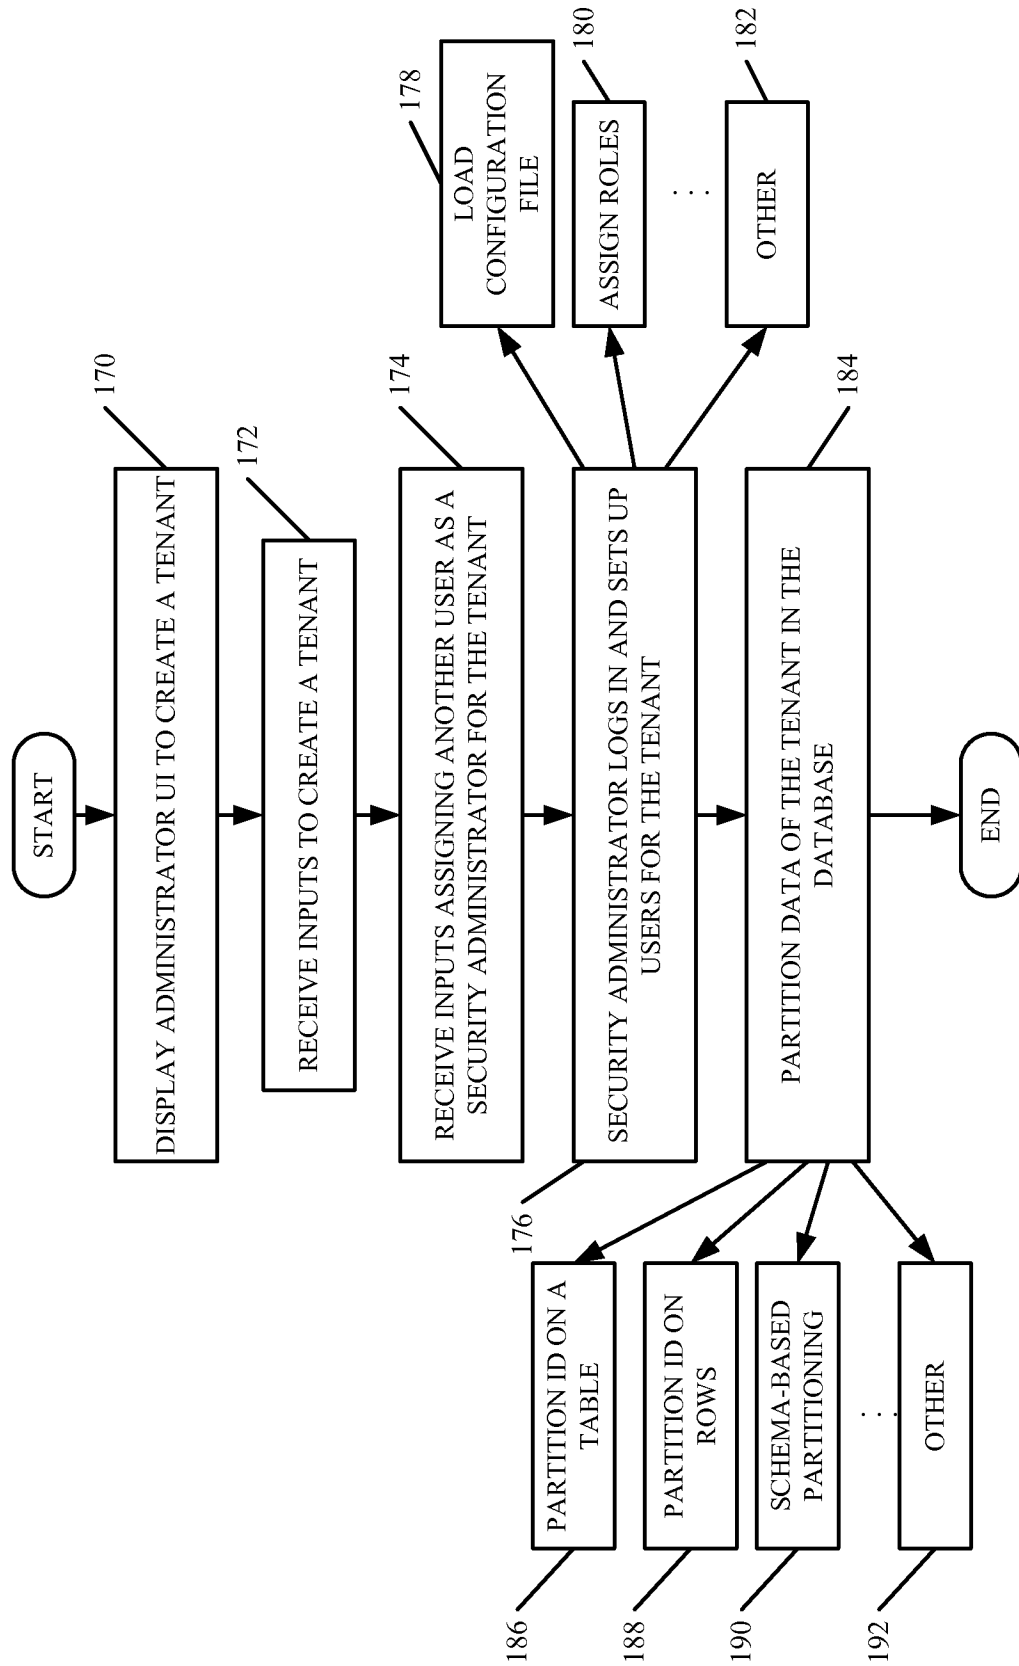 START
170
DISPLAY ADMINISTRATOR UI TO CREATE A TENANT
172
RECEIVE INPUTS TO CREATE A TENANT
174
RECEIVE INPUTS ASSIGNING ANOTHER USER AS A
SECURITY ADMINISTRATOR FOR THE TENANT
176
SECURITY ADMINISTRATOR LOGS IN AND SETS UP
USERS FOR THE TENANT
178
LOAD
CONFIGURATION
FILE
180
ASSIGN ROLES
. . .
182
OTHER
184
PARTITION DATA OF THE TENANT IN THE
DATABASE
186
PARTITION ID ON A
TABLE
188
PARTITION ID ON
ROWS
190
SCHEMA-BASED
PARTITIONING
. . .
192
OTHER
END